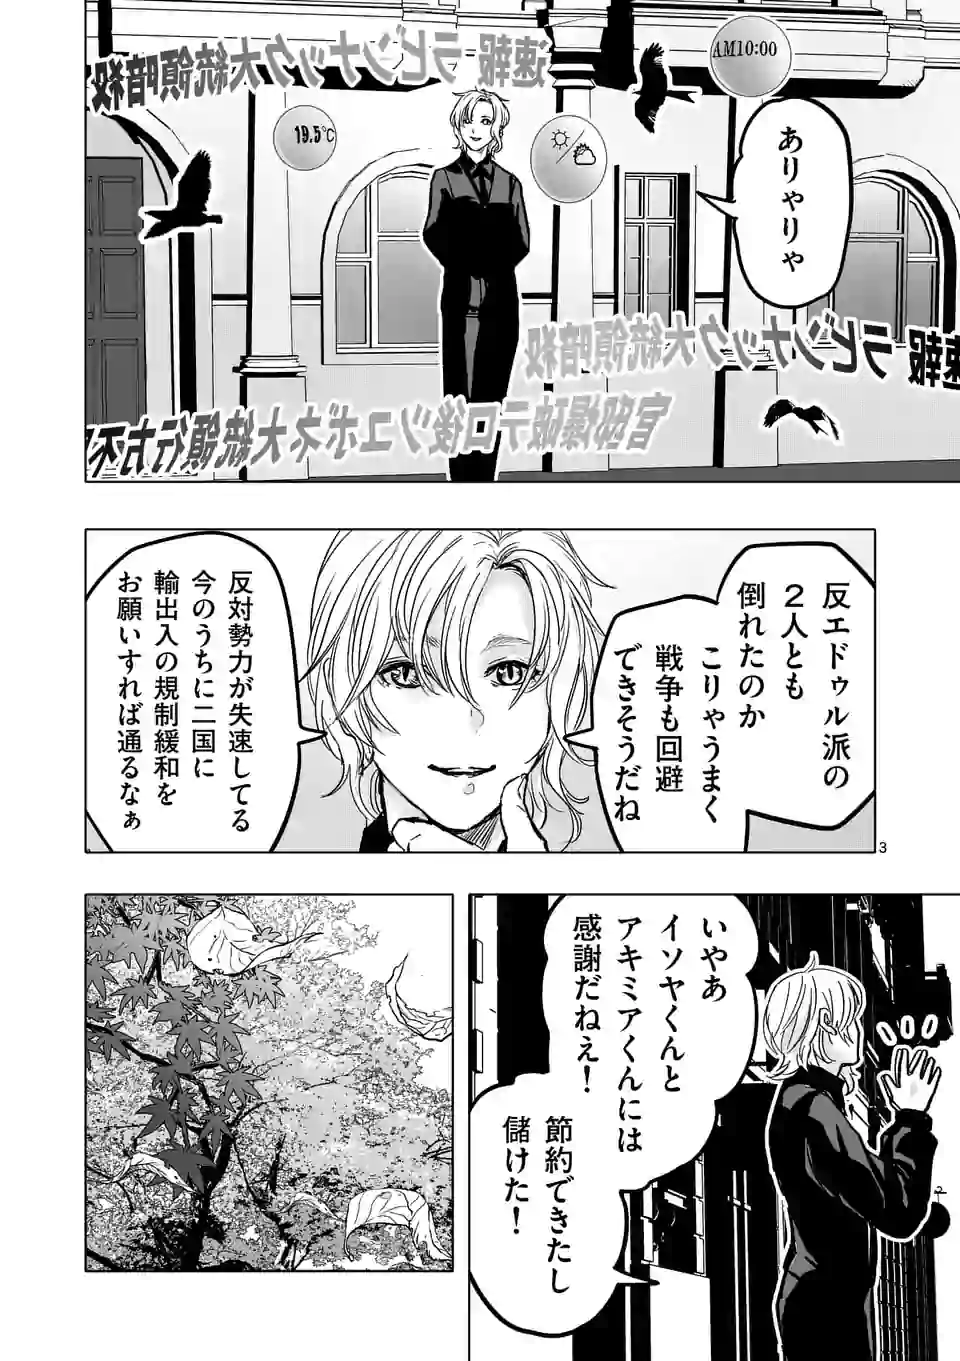 AM10:00
速報 ラビンナック大統領暗殺
19.5℃
ありゃりゃ
速報 ラビンナック大統領暗殺
官邸爆破テロ後ツユボネ大統領行方不
反エドゥル派の
2人とも
倒れたのか
こりゃうまく
戦争も回避
できそうだね
反対勢力が失速してる
今のうちに二国に
輸出入の規制緩和を
お願いすれば通るなぁ
3
いやあ
イソヤくんと
アキミアくんには
感謝だねえ!
節約できたし
儲けた!